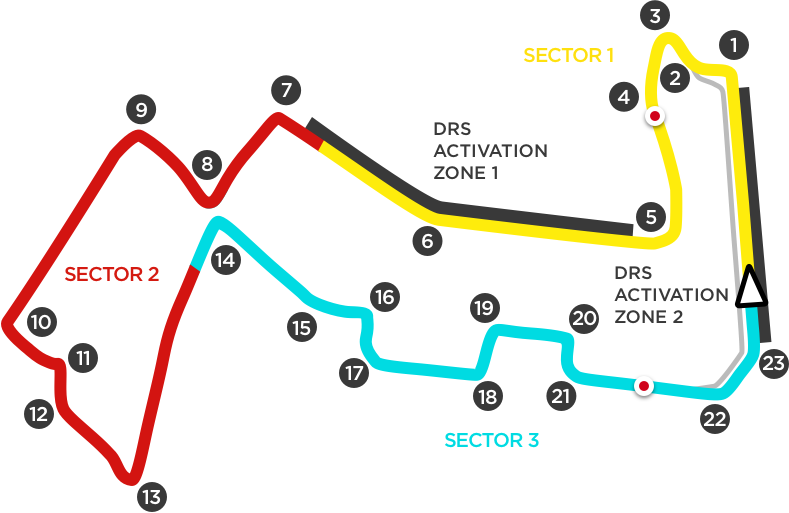 3
1
SECTOR 1
2
7
4
9
DRS
ACTIVATION
ZONE 1
8
5
6
14
SECTOR 2
DRS
ACTIVATION
ZONE 2
16
19
10
15
20
11
23
17
18
21
12
22
SECTOR 3
13